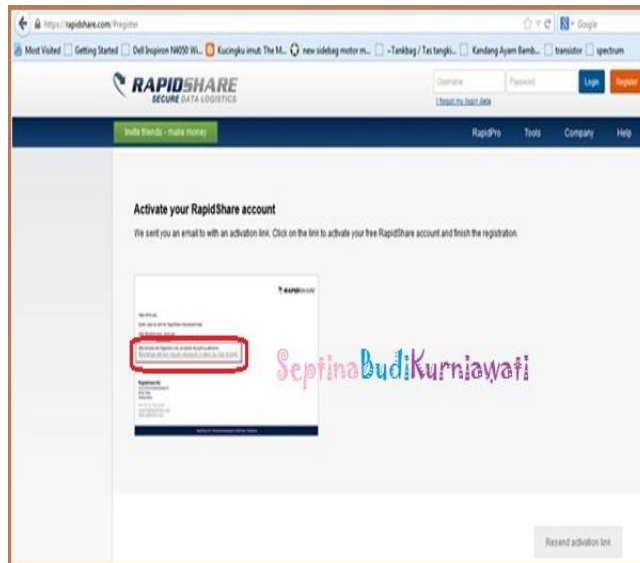 https://rapidshare.com/#register
Google
Most Visited Getting Started Dell Inspiron N4050 Wi... Kucingku imut: The M... new sidebag motor m... ~Tankbag / Tas tangki... Kandang Ayam Bamb... transistor spectrum
RAPIDSHARE
SECURE DATA LOGISTICS
Username Password Login Register
I forgot my login data
Invite friends - make money RapidPro Tools Company Help
Activate your RapidShare account
We sent you an email to with an activation link. Click on the link to activate your free RapidShare account and finish the registration.
RAPIDSHARE
SeptinaBudiKurniawati
RapidShare AG
Resend activation link